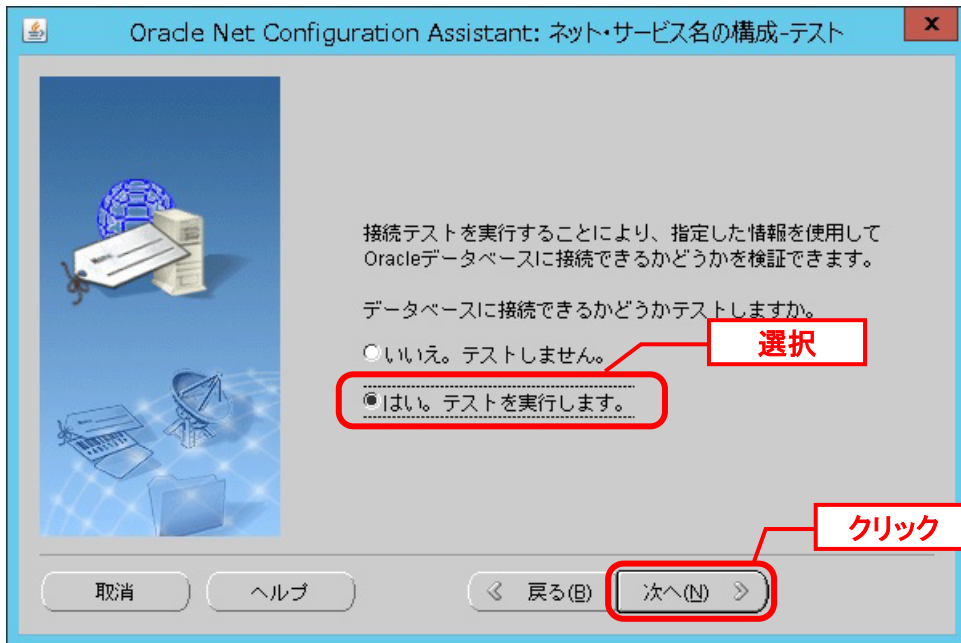 Oracle Net Configuration Assistant: ネット・サービス名の構成-テスト
接続テストを実行することにより、指定した情報を使用して
Oracleデータベースに接続できるかどうかを検証できます。
データベースに接続できるかどうかテストしますか。
選択
いいえ。テストしません。
はい。テストを実行します。
クリック
取消
ヘルプ
戻る(B)
次へ(N)